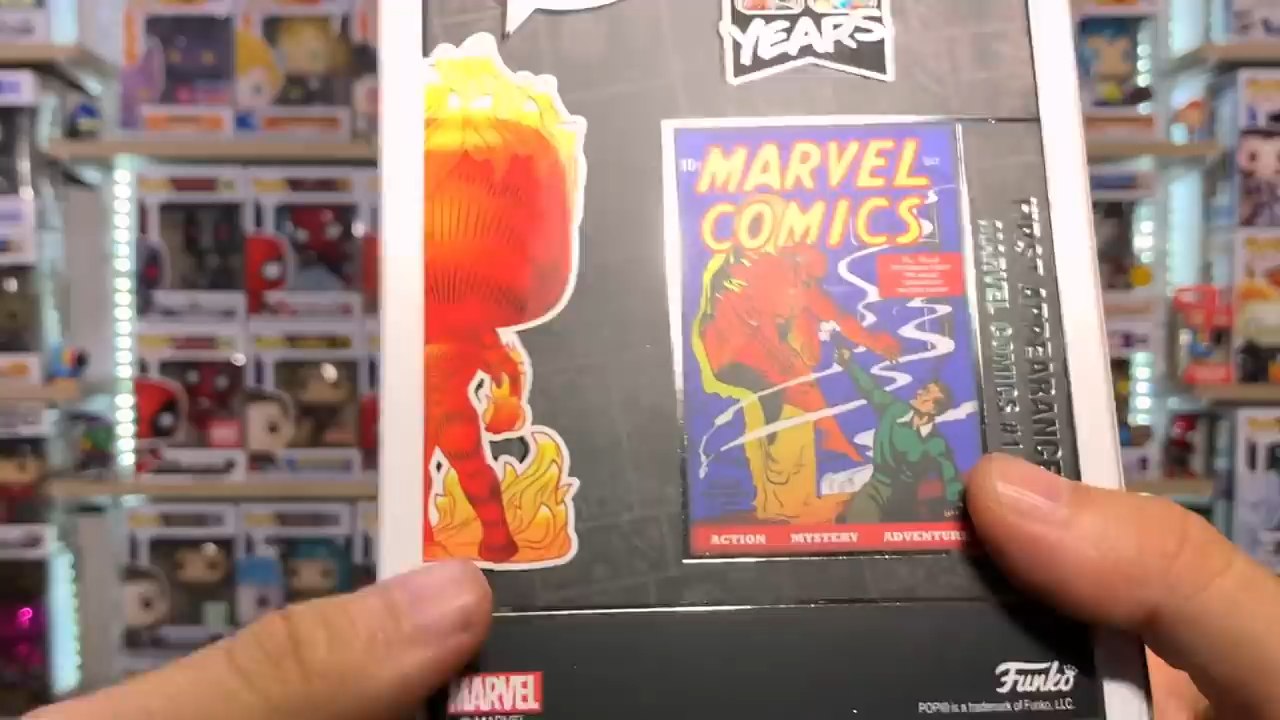 YEARS
10¢
MARVEL
COMICS
ACTION MYSTERY ADVENTURE
FIRST APPEARANCE
MARVEL COMICS #1
MARVEL
© MARVEL
Funko
POP!® is a trademark of Funko, LLC.